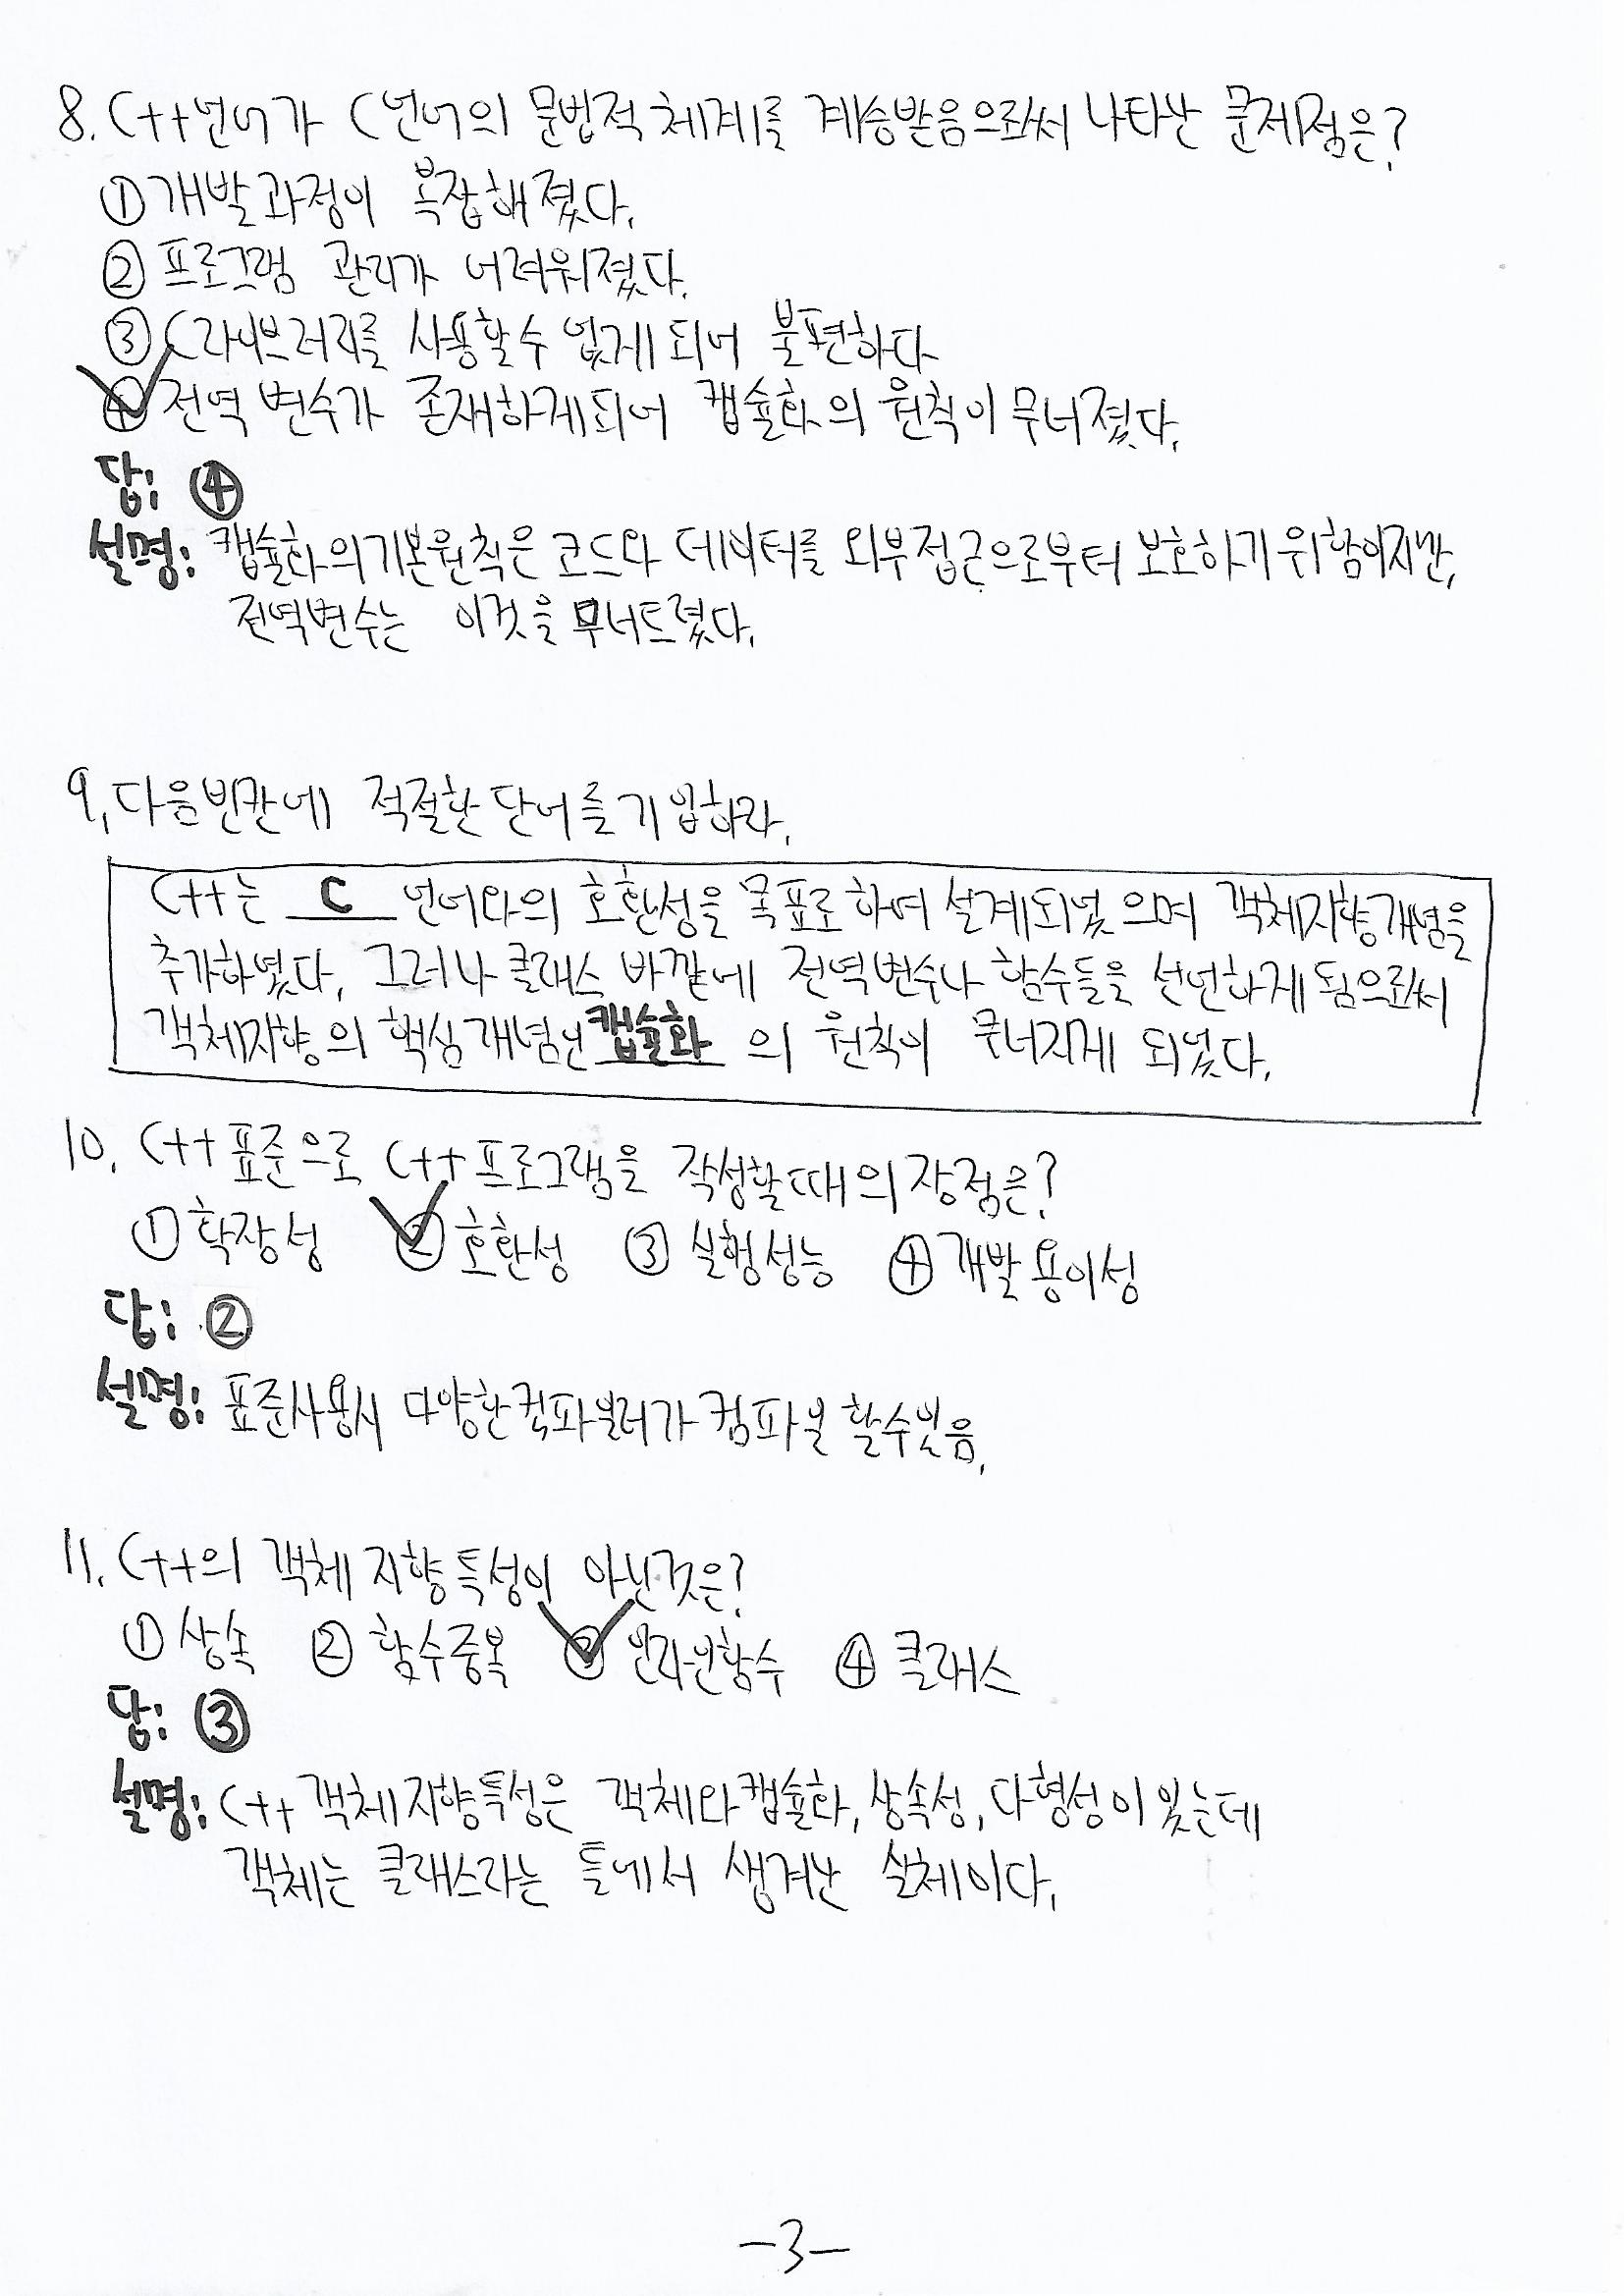 8. C++언어가 C언어의 문법적 체계를 계승받음으로써 나타난 문제점은?
① 개발과정이 복잡해졌다.
② 프로그램 관리가 어려워졌다.
③ C라이브러리를 사용할수 없게되어 불편하다
④ 전역 변수가 존재하게되어 캡슐화의 원칙이 무너졌다.
답: ④
설명: 캡슐화의기본원칙은 코드와 데이터를 외부접근으로부터 보호하기위함이지만,
전역변수는 이것을 무너트렸다.
9. 다음빈칸에 적절한 단어를 기입하라.
C++는 C 언어와의 호환성을 목표로 하여 설계되었으며 객체지향개념을
추가하였다. 그러나 클래스 바깥에 전역변수나 함수들을 선언하게 됨으로써
객체지향의 핵심개념인 캡슐화 의 원칙이 무너지게 되었다.
10. C++ 표준으로 C++프로그램을 작성할때의 장점은?
① 확장성 ② 호환성 ③ 실행성능 ④ 개발 용이성
답: ②
설명: 표준사용시 다양한컴파일러가 컴파일 할수있음.
11. C++의 객체 지향 특성이 아닌것은?
① 상속 ② 함수중복 ③ 인라인함수 ④ 클래스
답: ③
설명: C++ 객체지향특성은 객체와 캡슐화, 상속성, 다형성이 있는데
객체는 클래스라는 틀에서 생겨난 실체이다.
-3-